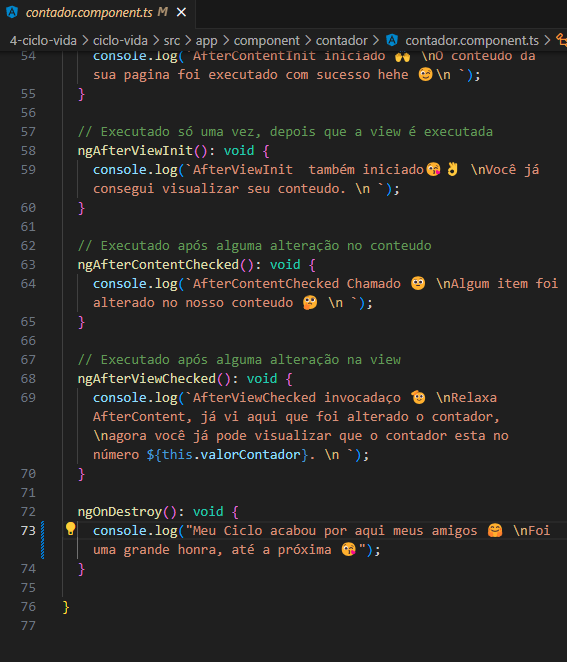 contador.component.ts M ×
4-ciclo-vida > ciclo-vida > src > app > component > contador > contador.component.ts >
54 console.log(`AfterContentInit iniciado 🙌 \nO conteudo da
sua pagina foi executado com sucesso hehe 😊\n `);
55 }
56
57 // Executado só uma vez, depois que a view é executada
58 ngAfterViewInit(): void {
59 console.log(`AfterViewInit  também iniciado😘👌 \nVocê já
consegui visualizar seu conteudo. \n `);
60 }
61
62 // Executado após alguma alteração no conteudo
63 ngAfterContentChecked(): void {
64 console.log(`AfterContentChecked Chamado 🫡 \nAlgum item foi
alterado no nosso conteudo 🤔 \n `);
65 }
66
67 // Executado após alguma alteração na view
68 ngAfterViewChecked(): void {
69 console.log(`AfterViewChecked invocadaço 🫡 \nRelaxa
AfterContent, já vi aqui que foi alterado o contador,
\nagora você já pode visualizar que o contador esta no
número ${this.valorContador}. \n `);
70 }
71
72 ngOnDestroy(): void {
73 console.log("Meu Ciclo acabou por aqui meus amigos 🤗 \nFoi
uma grande honra, até a próxima 😘");
74 }
75
76 }
77